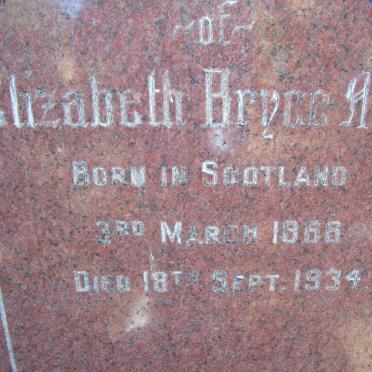 ~of~
Elizabeth Bryce
Born in Scotland
3rd March 1866
Died 18th Sept. 1934.